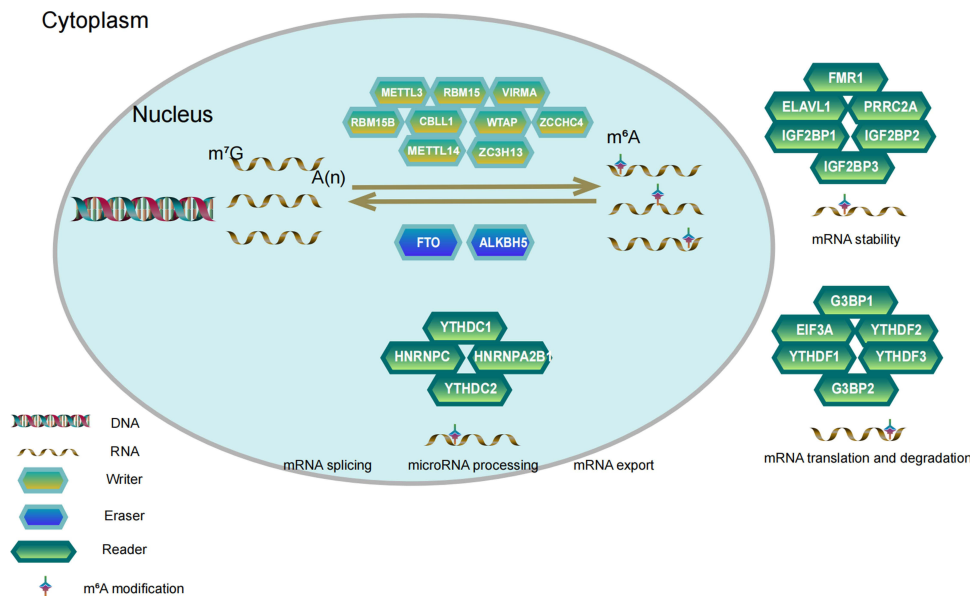 Cytoplasm
Nucleus
m⁷G
A(n)
METTL3
RBM15
VIRMA
RBM15B
CBLL1
WTAP
ZCCHC4
METTL14
ZC3H13
m⁶A
FTO
ALKBH5
YTHDC1
HNRNPC
HNRNPA2B1
YTHDC2
mRNA splicing
microRNA processing
mRNA export
FMR1
ELAVL1
PRRC2A
IGF2BP1
IGF2BP2
IGF2BP3
mRNA stability
G3BP1
EIF3A
YTHDF2
YTHDF1
YTHDF3
G3BP2
mRNA translation and degradation
DNA
RNA
Writer
Eraser
Reader
m⁶A modification